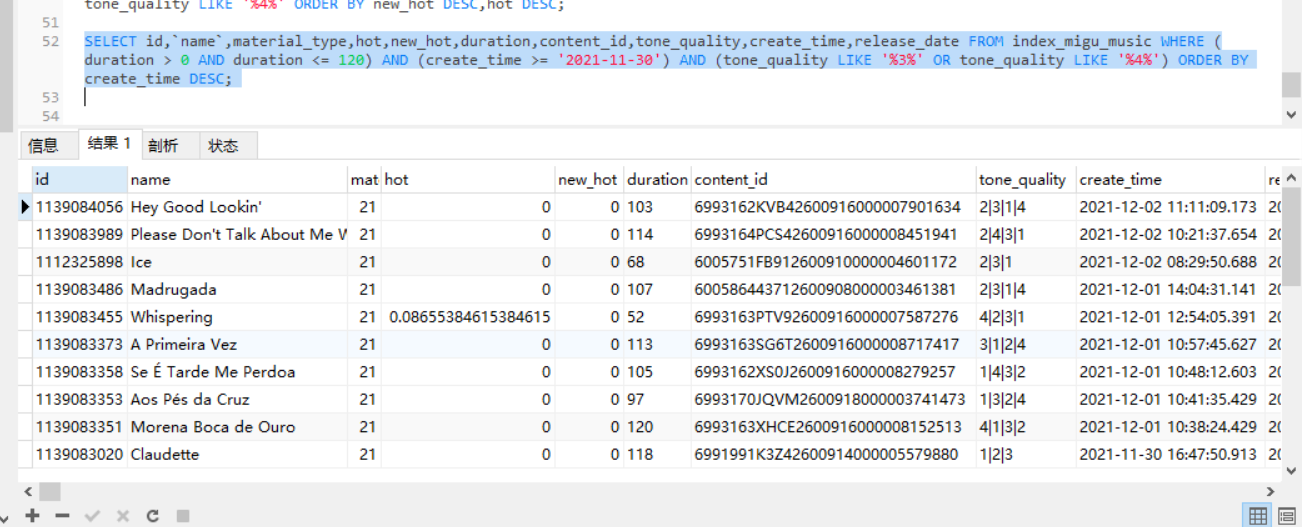 tone_quality LIKE '%4%' ORDER BY new_hot DESC,hot DESC;
51
52 SELECT id,`name`,material_type,hot,new_hot,duration,content_id,tone_quality,create_time,release_date FROM index_migu_music WHERE (
duration > 0 AND duration <= 120) AND (create_time >= '2021-11-30') AND (tone_quality LIKE '%3%' OR tone_quality LIKE '%4%') ORDER BY
create_time DESC;
53
54
信息 结果 1 剖析 状态
id name mat hot new_hot duration content_id tone_quality create_time re
1139084056 Hey Good Lookin' 21 0 0 103 6993162KVB42600916000007901634 2|3|1|4 2021-12-02 11:11:09.173 20
1139083989 Please Don't Talk About Me W 21 0 0 114 6993164PCS42600916000008451941 2|4|3|1 2021-12-02 10:21:37.654 20
1112325898 Ice 21 0 0 68 6005751FB912600910000004601172 2|3|1 2021-12-02 08:29:50.688 20
1139083486 Madrugada 21 0 0 107 600586443712600908000003461381 2|3|1|4 2021-12-01 14:04:31.141 20
1139083455 Whispering 21 0.08655384615384615 0 52 6993163PTV92600916000007587276 4|2|3|1 2021-12-01 12:54:05.391 20
1139083373 A Primeira Vez 21 0 0 113 6993163SG6T2600916000008717417 3|1|2|4 2021-12-01 10:57:45.627 20
1139083358 Se É Tarde Me Perdoa 21 0 0 105 6993162XS0J2600916000008279257 1|4|3|2 2021-12-01 10:48:12.603 20
1139083353 Aos Pés da Cruz 21 0 0 97 6993170JQVM2600918000003741473 1|3|2|4 2021-12-01 10:41:35.429 20
1139083351 Morena Boca de Ouro 21 0 0 120 6993163XHCE2600916000008152513 4|1|3|2 2021-12-01 10:38:24.429 20
1139083020 Claudette 21 0 0 118 6991991K3Z42600914000005579880 1|2|3 2021-11-30 16:47:50.913 20